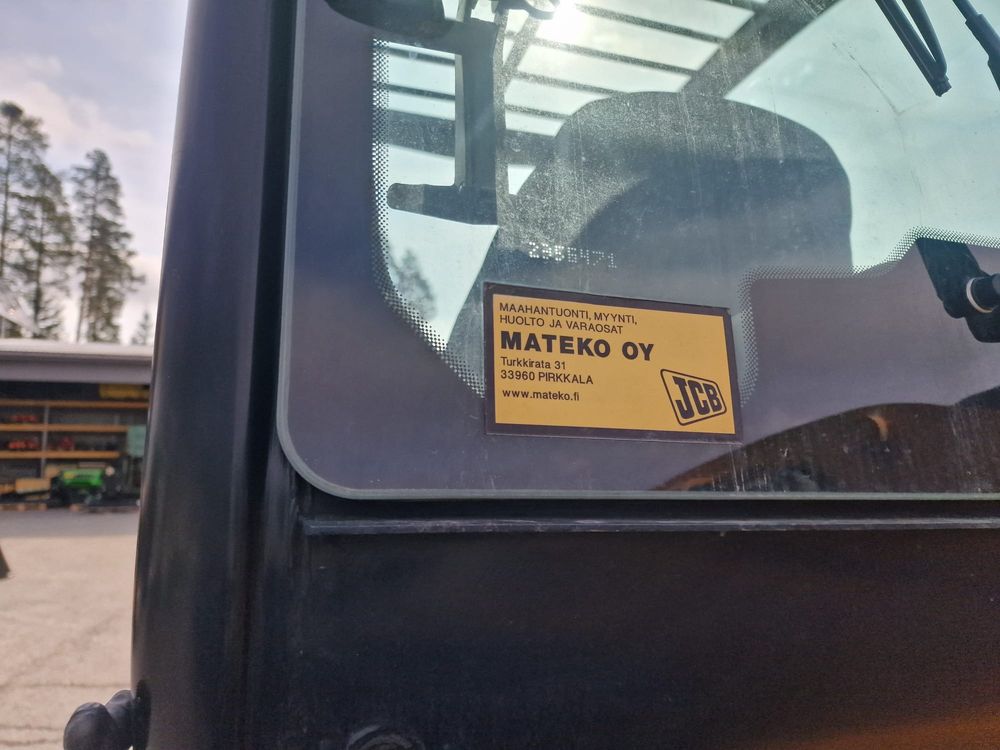 MAAHANTUONTI, MYYNTI,
HUOLTO JA VARAOSAT
MATEKO OY
Turkkirata 31
33960 PIRKKALA
www.mateko.fi
JCB